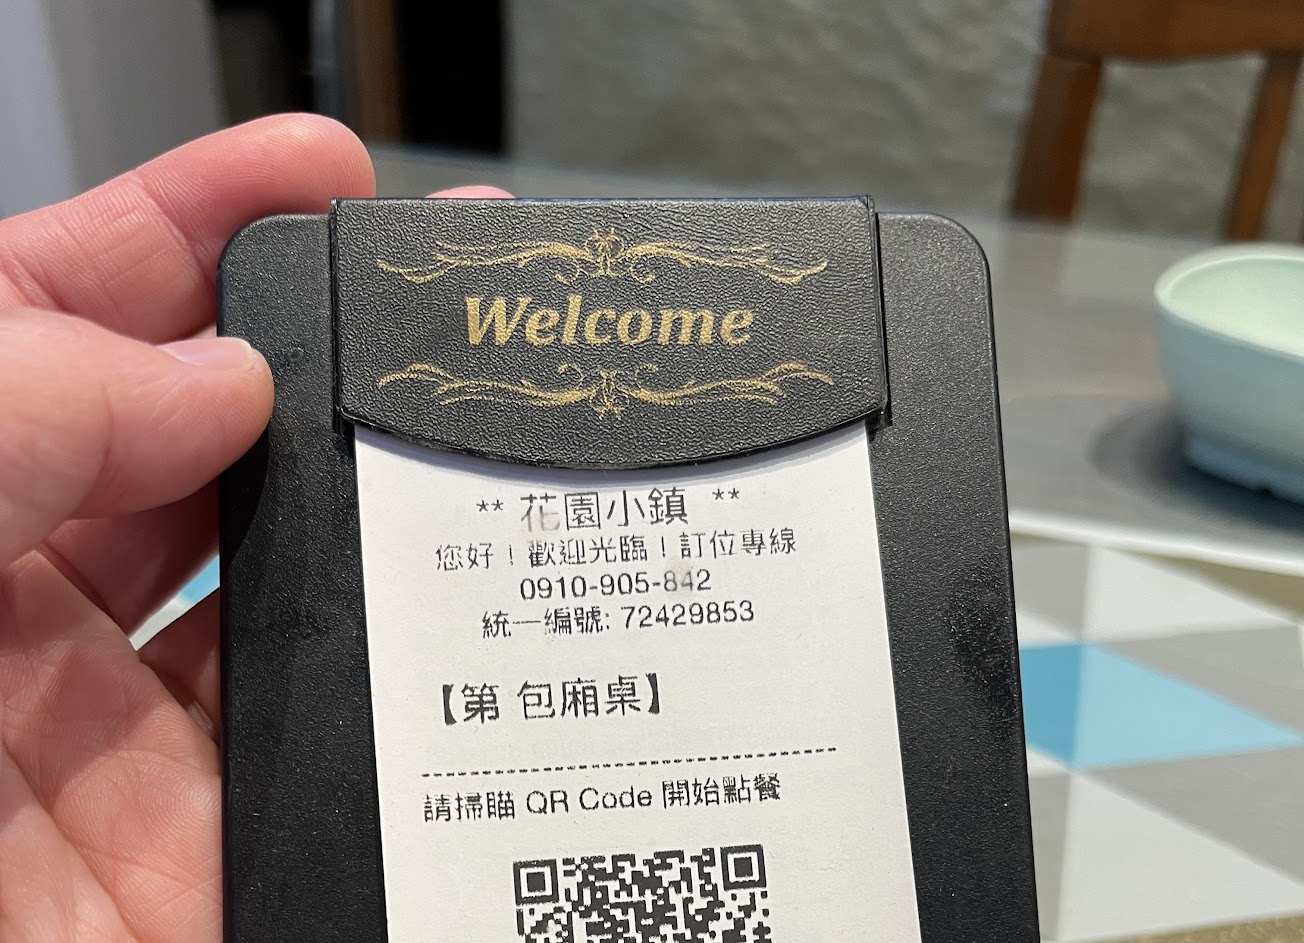 Welcome
** 花園小鎮 **
您好！歡迎光臨！訂位專線
0910-905-842
統一編號: 72429853
【第 包廂桌】
請掃瞄 QR Code 開始點餐